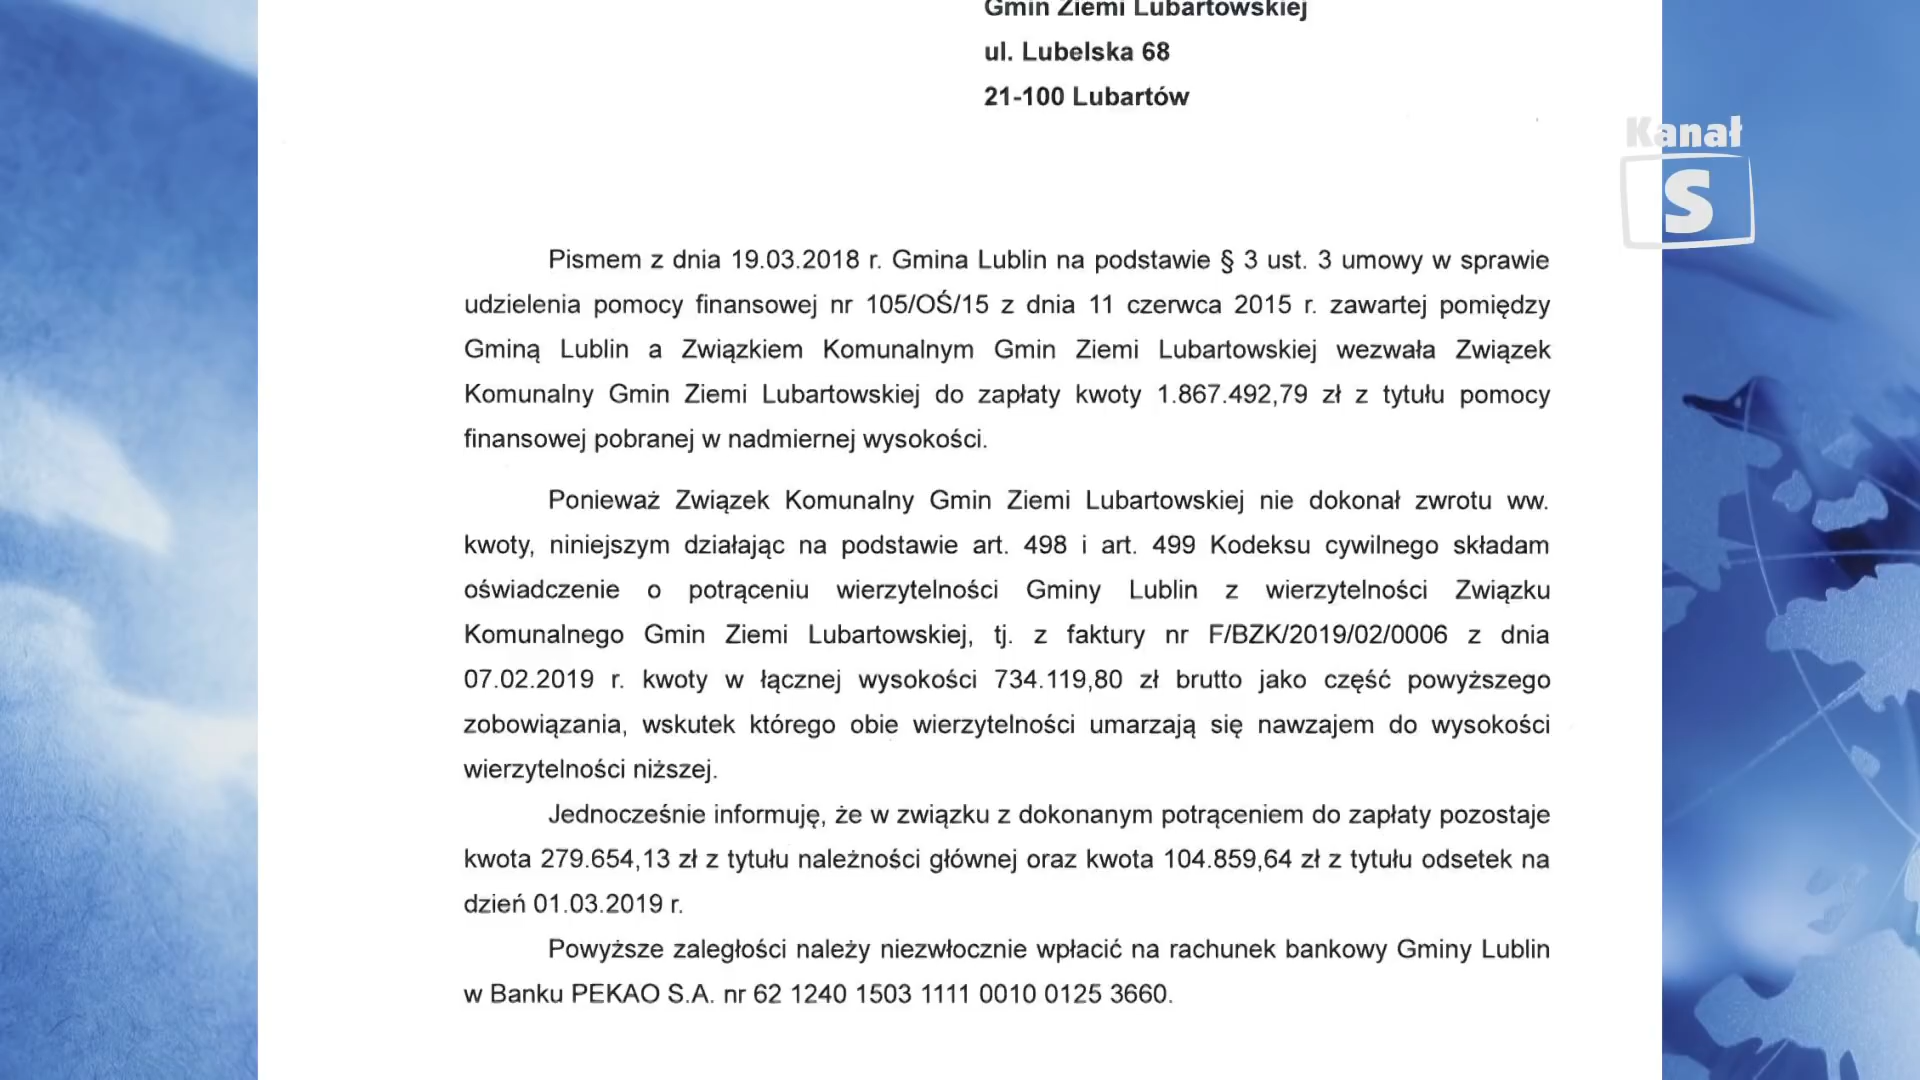 Gmin Ziemi Lubartowskiej
ul. Lubelska 68
21-100 Lubartów
Kanał
S
Pismem z dnia 19.03.2018 r. Gmina Lublin na podstawie § 3 ust. 3 umowy w sprawie
udzielenia pomocy finansowej nr 105/OŚ/15 z dnia 11 czerwca 2015 r. zawartej pomiędzy
Gminą Lublin a Związkiem Komunalnym Gmin Ziemi Lubartowskiej wezwała Związek
Komunalny Gmin Ziemi Lubartowskiej do zapłaty kwoty 1.867.492,79 zł z tytułu pomocy
finansowej pobranej w nadmiernej wysokości.
Ponieważ Związek Komunalny Gmin Ziemi Lubartowskiej nie dokonał zwrotu ww.
kwoty, niniejszym działając na podstawie art. 498 i art. 499 Kodeksu cywilnego składam
oświadczenie o potrąceniu wierzytelności Gminy Lublin z wierzytelności Związku
Komunalnego Gmin Ziemi Lubartowskiej, tj. z faktury nr F/BZK/2019/02/0006 z dnia
07.02.2019 r. kwoty w łącznej wysokości 734.119,80 zł brutto jako część powyższego
zobowiązania, wskutek którego obie wierzytelności umarzają się nawzajem do wysokości
wierzytelności niższej.
Jednocześnie informuję, że w związku z dokonanym potrąceniem do zapłaty pozostaje
kwota 279.654,13 zł z tytułu należności głównej oraz kwota 104.859,64 zł z tytułu odsetek na
dzień 01.03.2019 r.
Powyższe zaległości należy niezwłocznie wpłacić na rachunek bankowy Gminy Lublin
w Banku PEKAO S.A. nr 62 1240 1503 1111 0010 0125 3660.